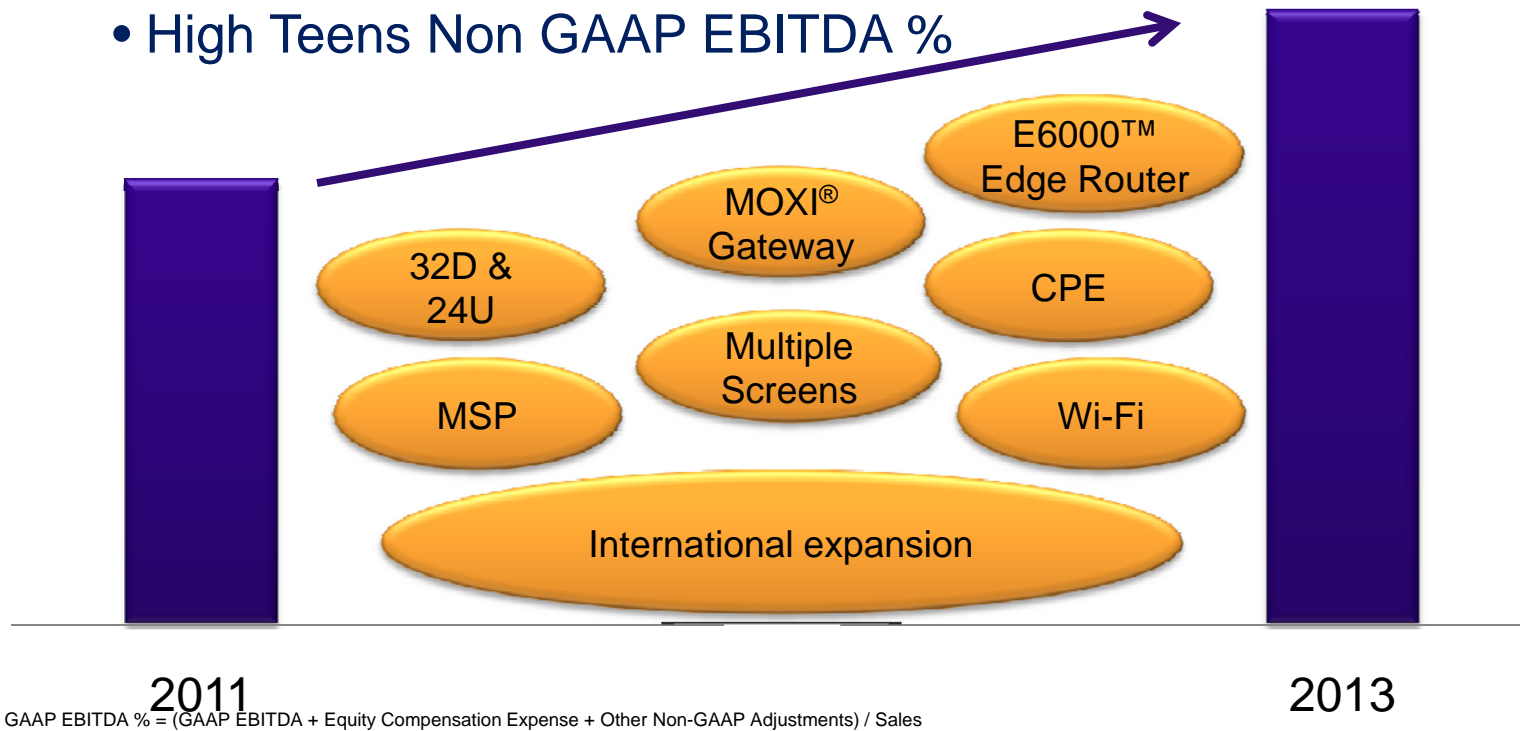 • High Teens Non GAAP EBITDA %
E6000™
Edge Router
MOXI®
Gateway
32D &
24U
CPE
Multiple
Screens
MSP
Wi-Fi
International expansion
2011
2013
GAAP EBITDA % = (GAAP EBITDA + Equity Compensation Expense + Other Non-GAAP Adjustments) / Sales